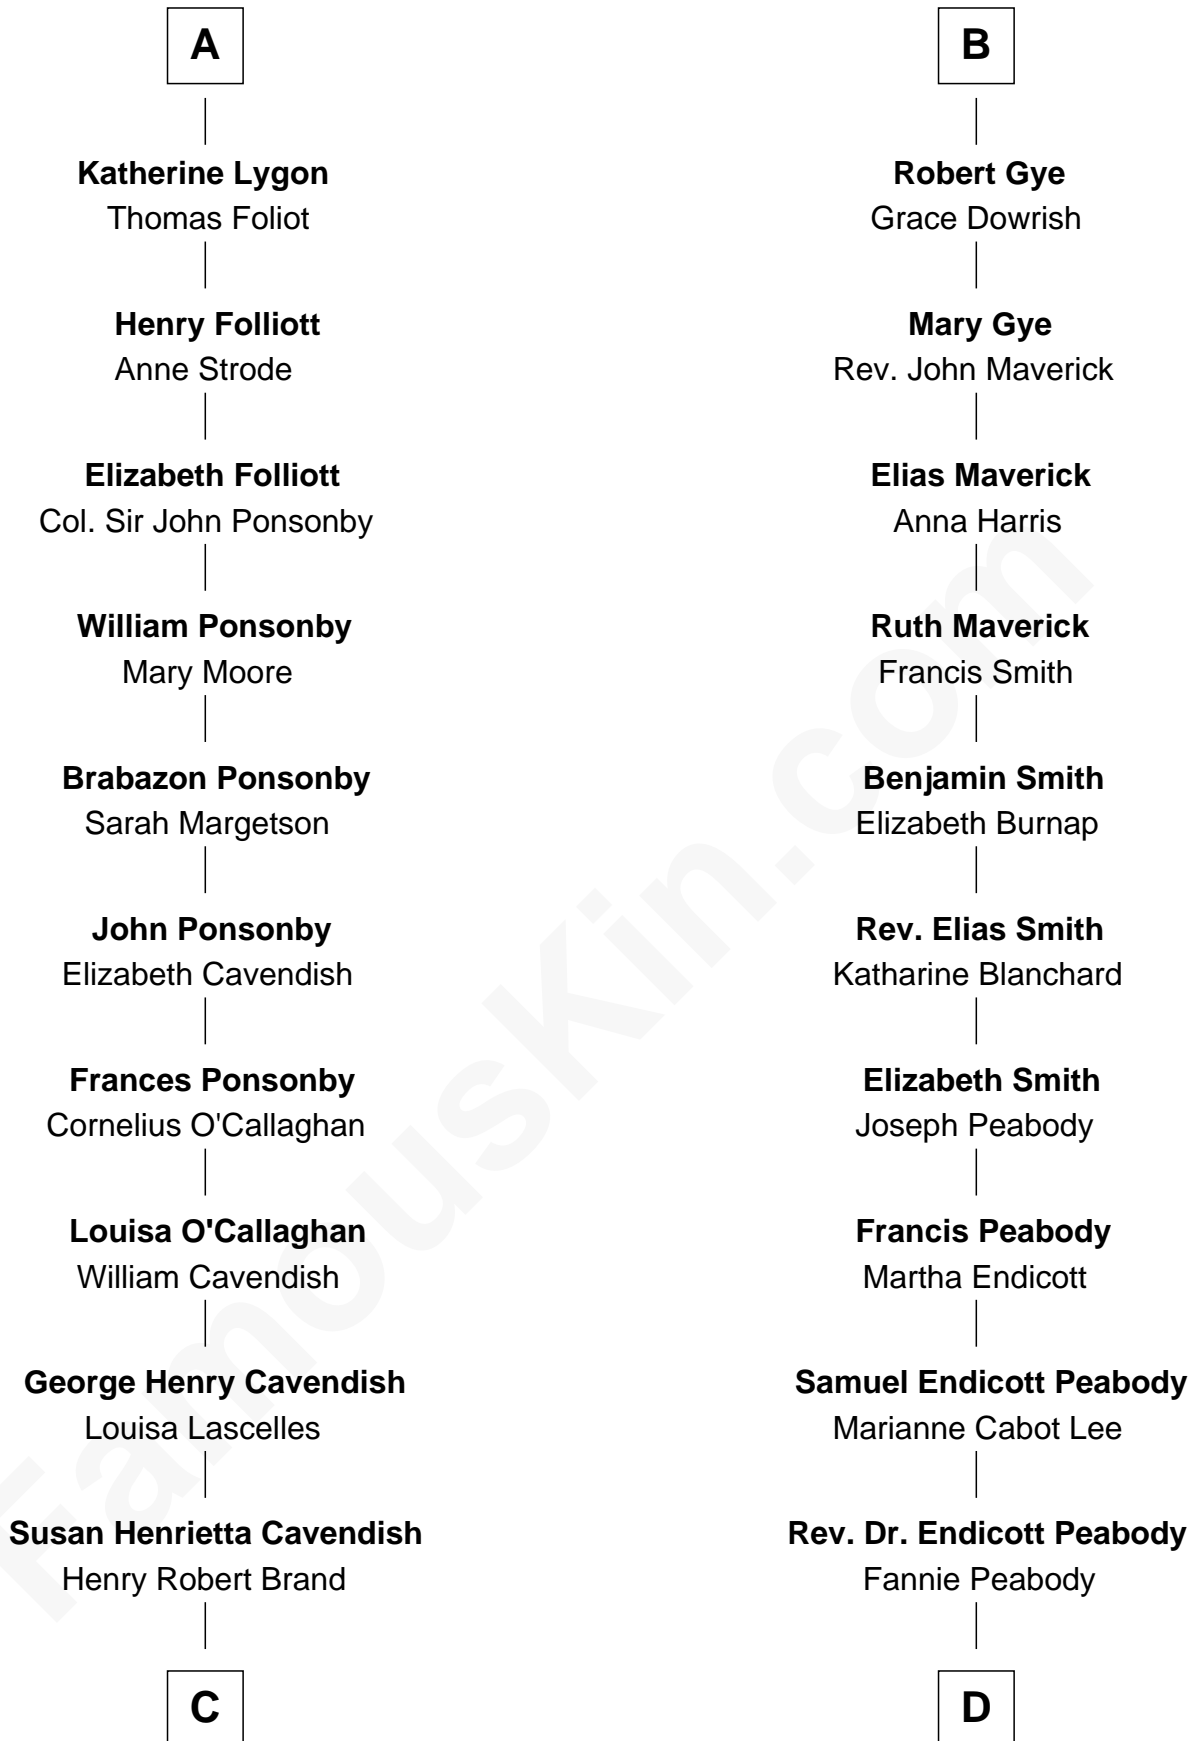 A
Katherine Lygon
Thomas Foliot
Henry Folliott
Anne Strode
Elizabeth Folliott
Col. Sir John Ponsonby
William Ponsonby
Mary Moore
Brabazon Ponsonby
Sarah Margetson
John Ponsonby
Elizabeth Cavendish
Frances Ponsonby
Cornelius O'Callaghan
Louisa O'Callaghan
William Cavendish
George Henry Cavendish
Louisa Lascelles
Susan Henrietta Cavendish
Henry Robert Brand
C
B
Robert Gye
Grace Dowrish
Mary Gye
Rev. John Maverick
Elias Maverick
Anna Harris
Ruth Maverick
Francis Smith
Benjamin Smith
Elizabeth Burnap
Rev. Elias Smith
Katharine Blanchard
Elizabeth Smith
Joseph Peabody
Francis Peabody
Martha Endicott
Samuel Endicott Peabody
Marianne Cabot Lee
Rev. Dr. Endicott Peabody
Fannie Peabody
D
FamousKin.com